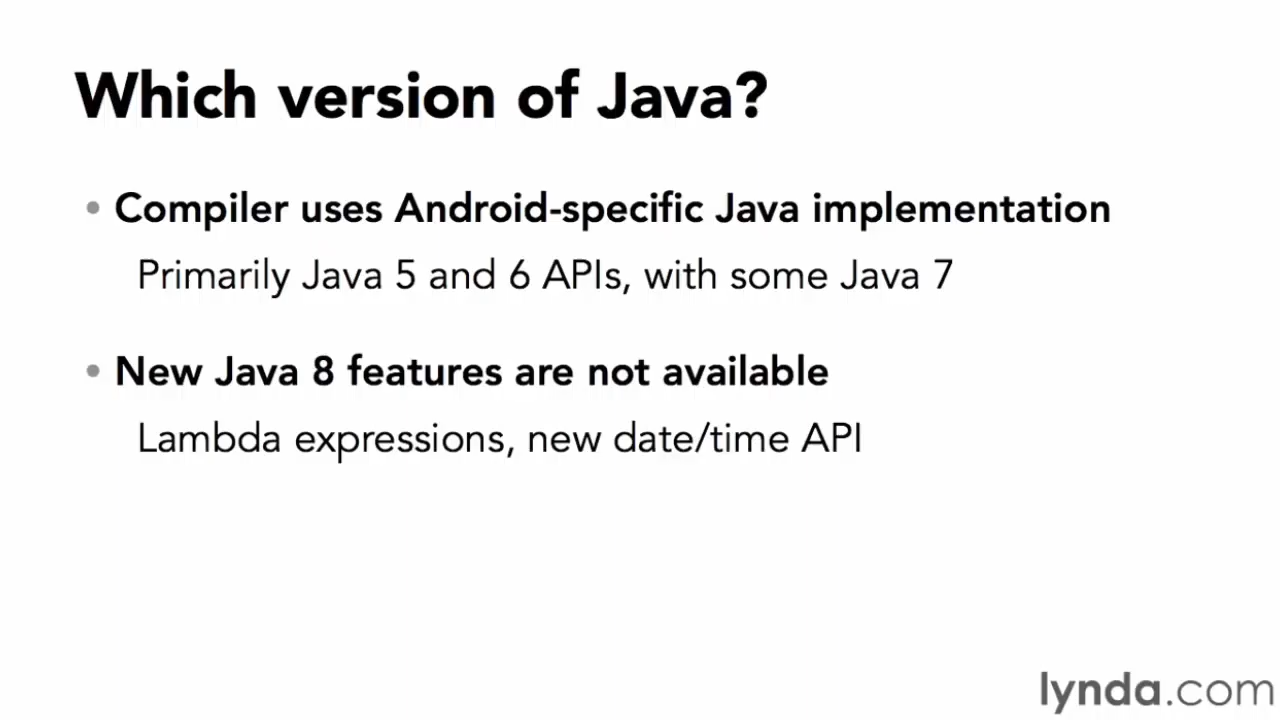 Which version of Java?
• Compiler uses Android-specific Java implementation
Primarily Java 5 and 6 APIs, with some Java 7
• New Java 8 features are not available
Lambda expressions, new date/time API
lynda.com